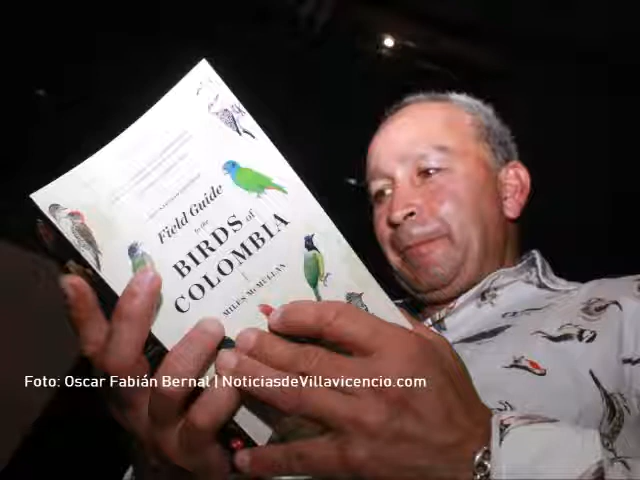 Field Guide
to the
BIRDS of
COLOMBIA
MILES McMULLAN
Foto: Oscar Fabián Bernal | NoticiasdeVillavicencio.com